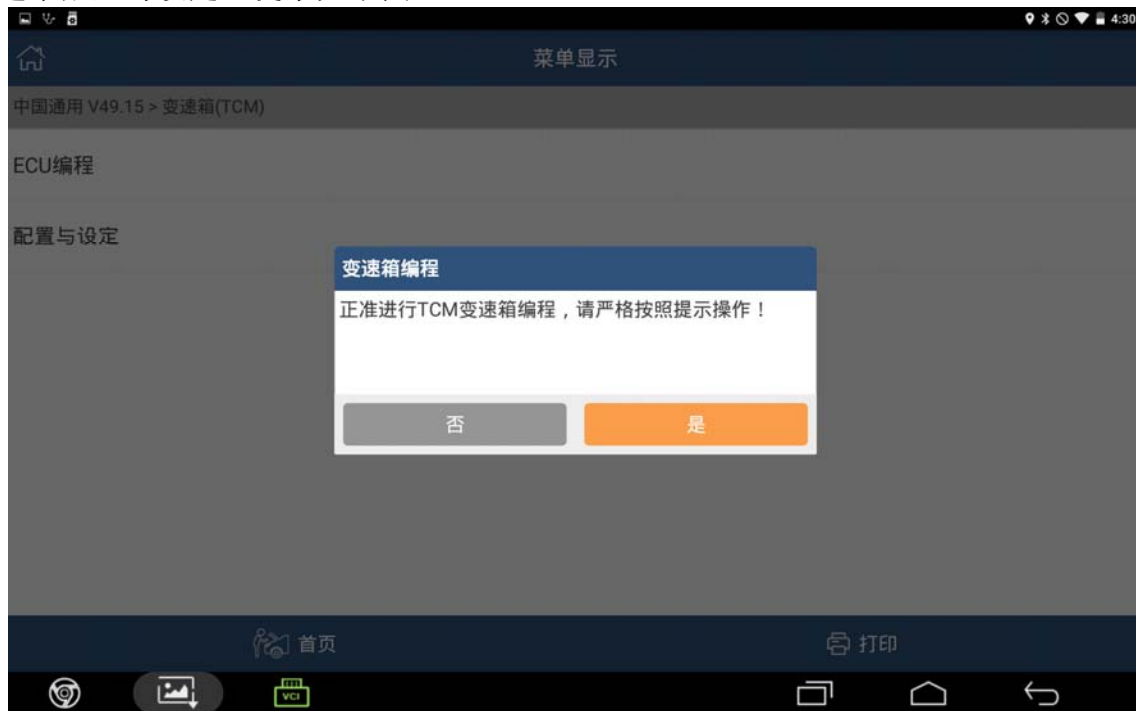 4:30
菜单显示
中国通用 V49.15 > 变速箱(TCM)
ECU编程
配置与设定
变速箱编程
正准进行TCM变速箱编程，请严格按照提示操作！
否
是
首页
打印
VCI